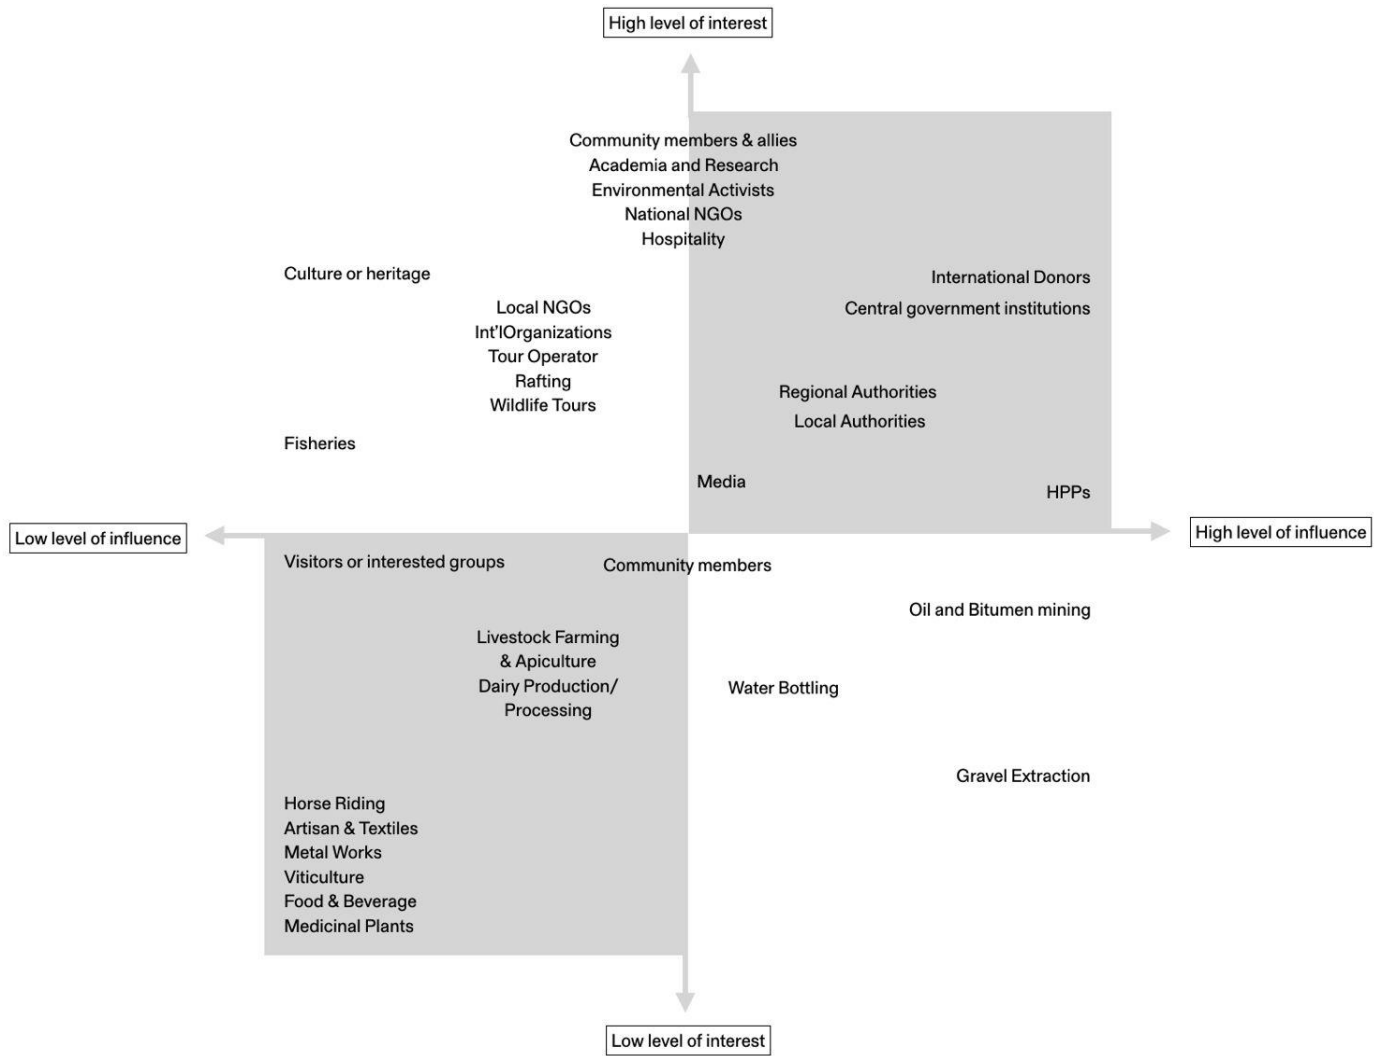 High level of interest
Community members & allies
Academia and Research
Environmental Activists
National NGOs
Hospitality
Culture or heritage
International Donors
Central government institutions
Local NGOs
Int'lOrganizations
Tour Operator
Rafting
Wildlife Tours
Regional Authorities
Local Authorities
Fisheries
Media
HPPs
Low level of influence
High level of influence
Visitors or interested groups
Community members
Oil and Bitumen mining
Livestock Farming
& Apiculture
Dairy Production/
Processing
Water Bottling
Gravel Extraction
Horse Riding
Artisan & Textiles
Metal Works
Viticulture
Food & Beverage
Medicinal Plants
Low level of interest